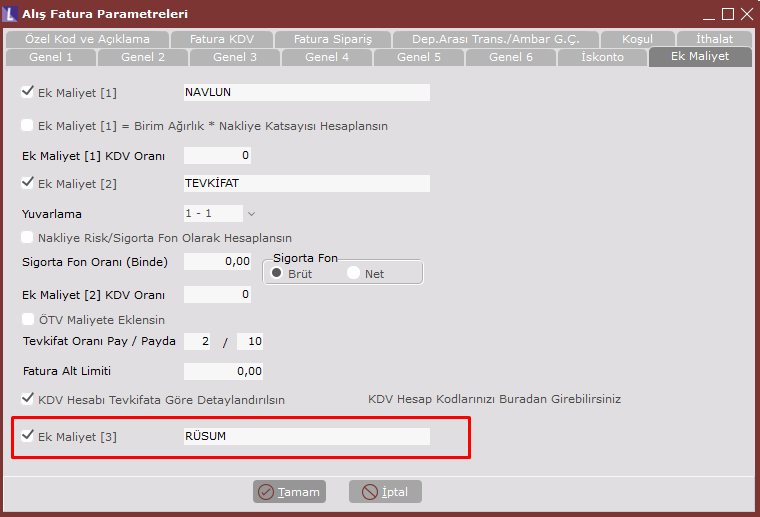 Alış Fatura Parametreleri
Özel Kod ve Açıklama Fatura KDV Fatura Sipariş Dep.Arası Trans./Ambar G.Ç. Koşul İthalat
Genel 1 Genel 2 Genel 3 Genel 4 Genel 5 Genel 6 İskonto Ek Maliyet
Ek Maliyet [1] NAVLUN
Ek Maliyet [1] = Birim Ağırlık * Nakliye Katsayısı Hesaplansın
Ek Maliyet [1] KDV Oranı 0
Ek Maliyet [2] TEVKİFAT
Yuvarlama 1 - 1
Nakliye Risk/Sigorta Fon Olarak Hesaplansın
Sigorta Fon Oranı (Binde) 0,00 Sigorta Fon
Brüt Net
Ek Maliyet [2] KDV Oranı 0
ÖTV Maliyete Eklensin
Tevkifat Oranı Pay / Payda 2 / 10
Fatura Alt Limiti 0,00
KDV Hesabı Tevkifata Göre Detaylandırılsın KDV Hesap Kodlarınızı Buradan Girebilirsiniz
Ek Maliyet [3] RÜSUM
Tamam İptal